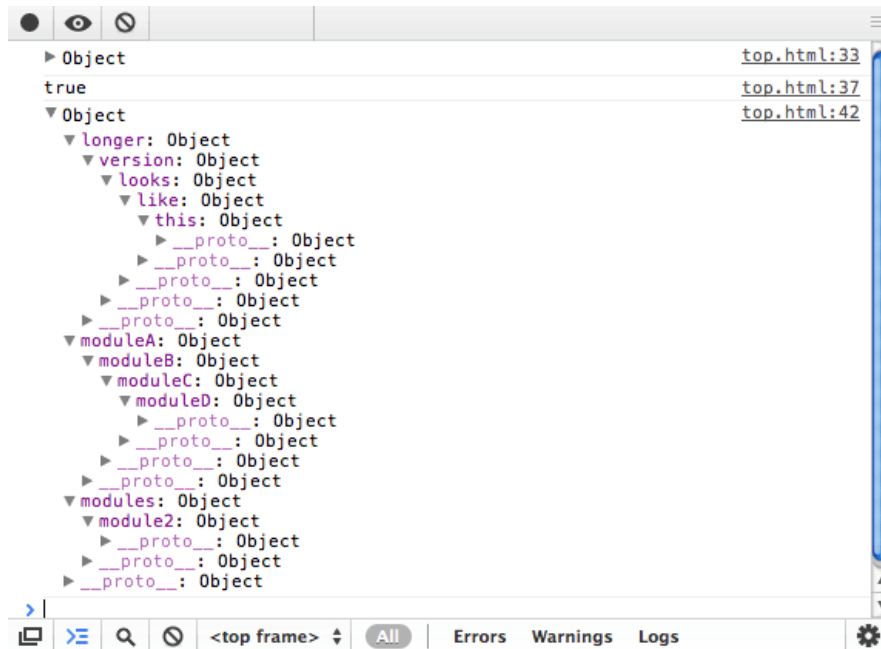 ▶ Object top.html:33
true top.html:37
▼ Object top.html:42
▼ longer: Object
▼ version: Object
▼ looks: Object
▼ like: Object
▼ this: Object
▶ __proto__: Object
▶ __proto__: Object
▶ __proto__: Object
▶ __proto__: Object
▶ __proto__: Object
▼ moduleA: Object
▼ moduleB: Object
▼ moduleC: Object
▼ moduleD: Object
▶ __proto__: Object
▶ __proto__: Object
▶ __proto__: Object
▶ __proto__: Object
▼ modules: Object
▼ module2: Object
▶ __proto__: Object
▶ __proto__: Object
▶ __proto__: Object
>
<top frame> All Errors Warnings Logs